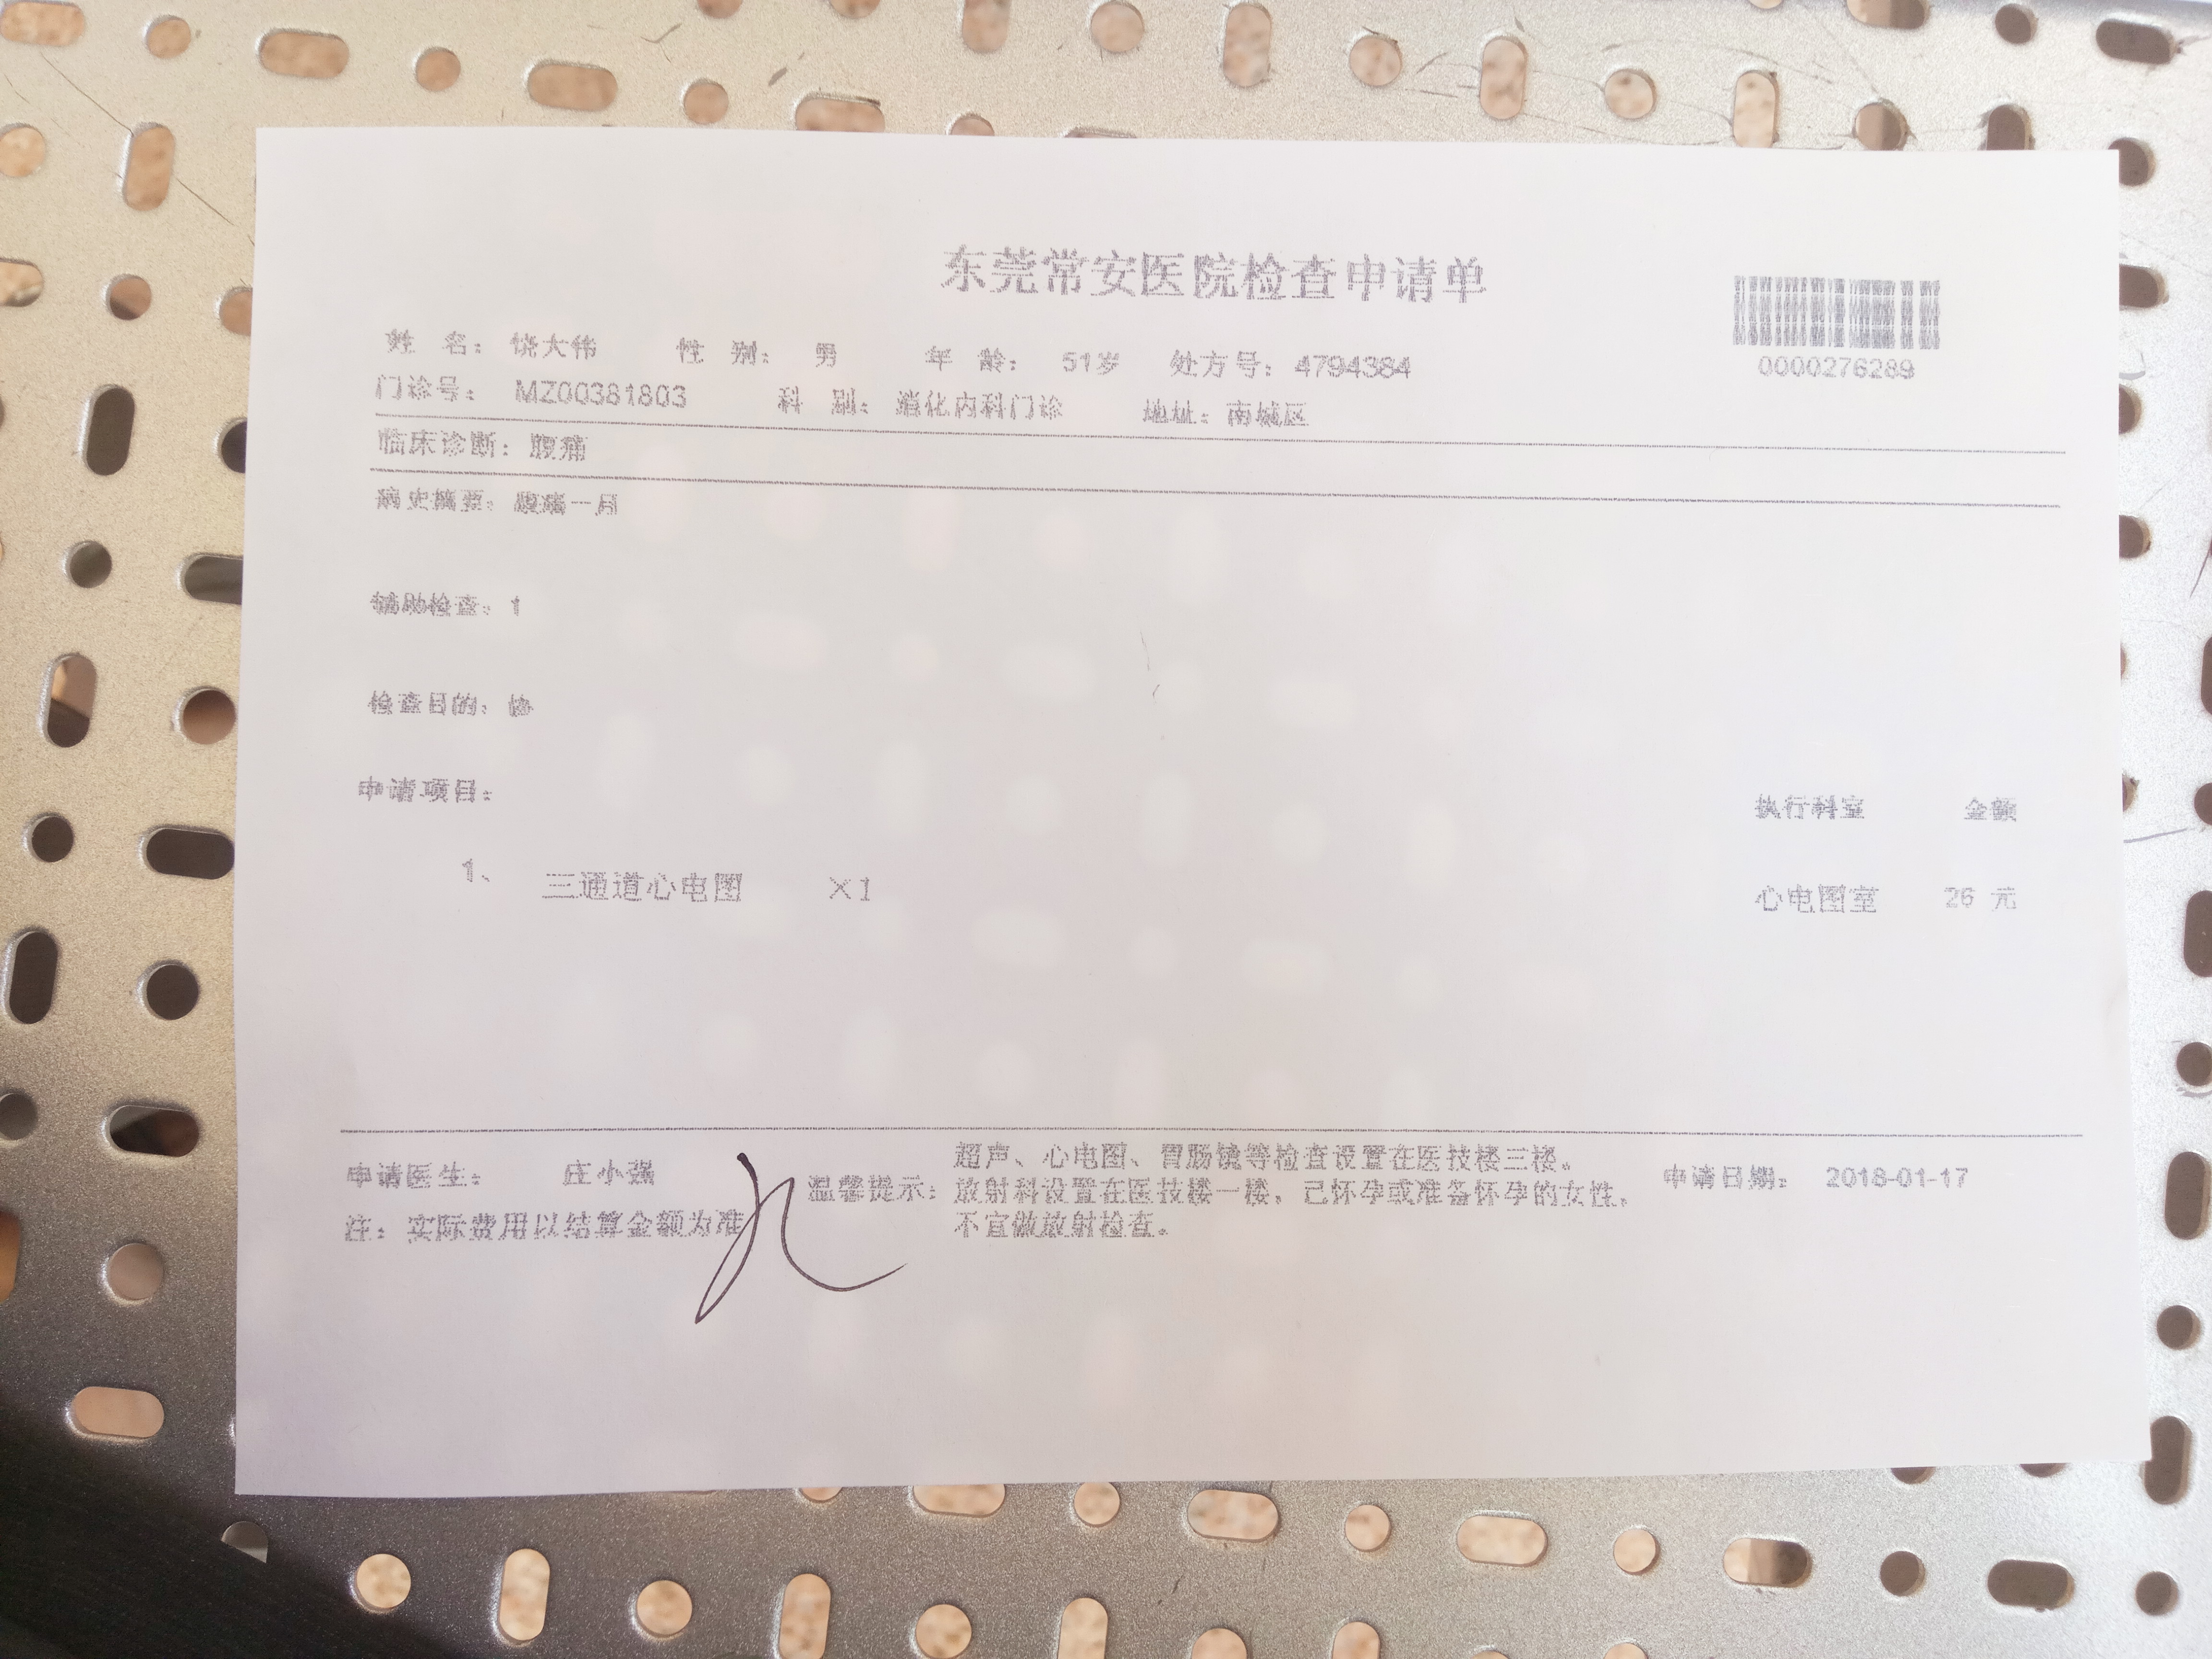 东莞常安医院检查申请单
0000276289
姓 名: 饶大伟 性 别: 男 年 龄: 51岁 处方号: 4794384
门诊号: MZ00381803 科 别: 消化内科门诊 地址: 南城区
临床诊断: 腹痛
病史摘要: 腹痛一月
辅助检查: 1
检查目的: 协
申请项目:
执行科室 金额
1、 三通道心电图 ×1 心电图室 26 元
申请医生: 庄小强
温馨提示: 超声、心电图、胃肠镜等检查设置在医技楼三楼。
放射科设置在医技楼一楼, 已怀孕或准备怀孕的女性,
不宜做放射检查。
申请日期: 2018-01-17
注: 实际费用以结算金额为准